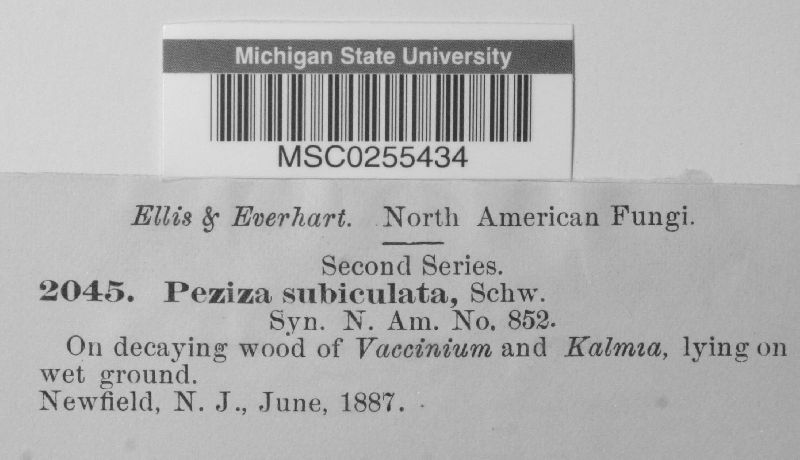 Michigan State University
MSC0255434
Ellis & Everhart. North American Fungi.
Second Series.
2045. Peziza subiculata, Schw.
Syn. N. Am. No. 852.
On decaying wood of Vaccinium and Kalmia, lying on
wet ground.
Newfield, N. J., June, 1887.